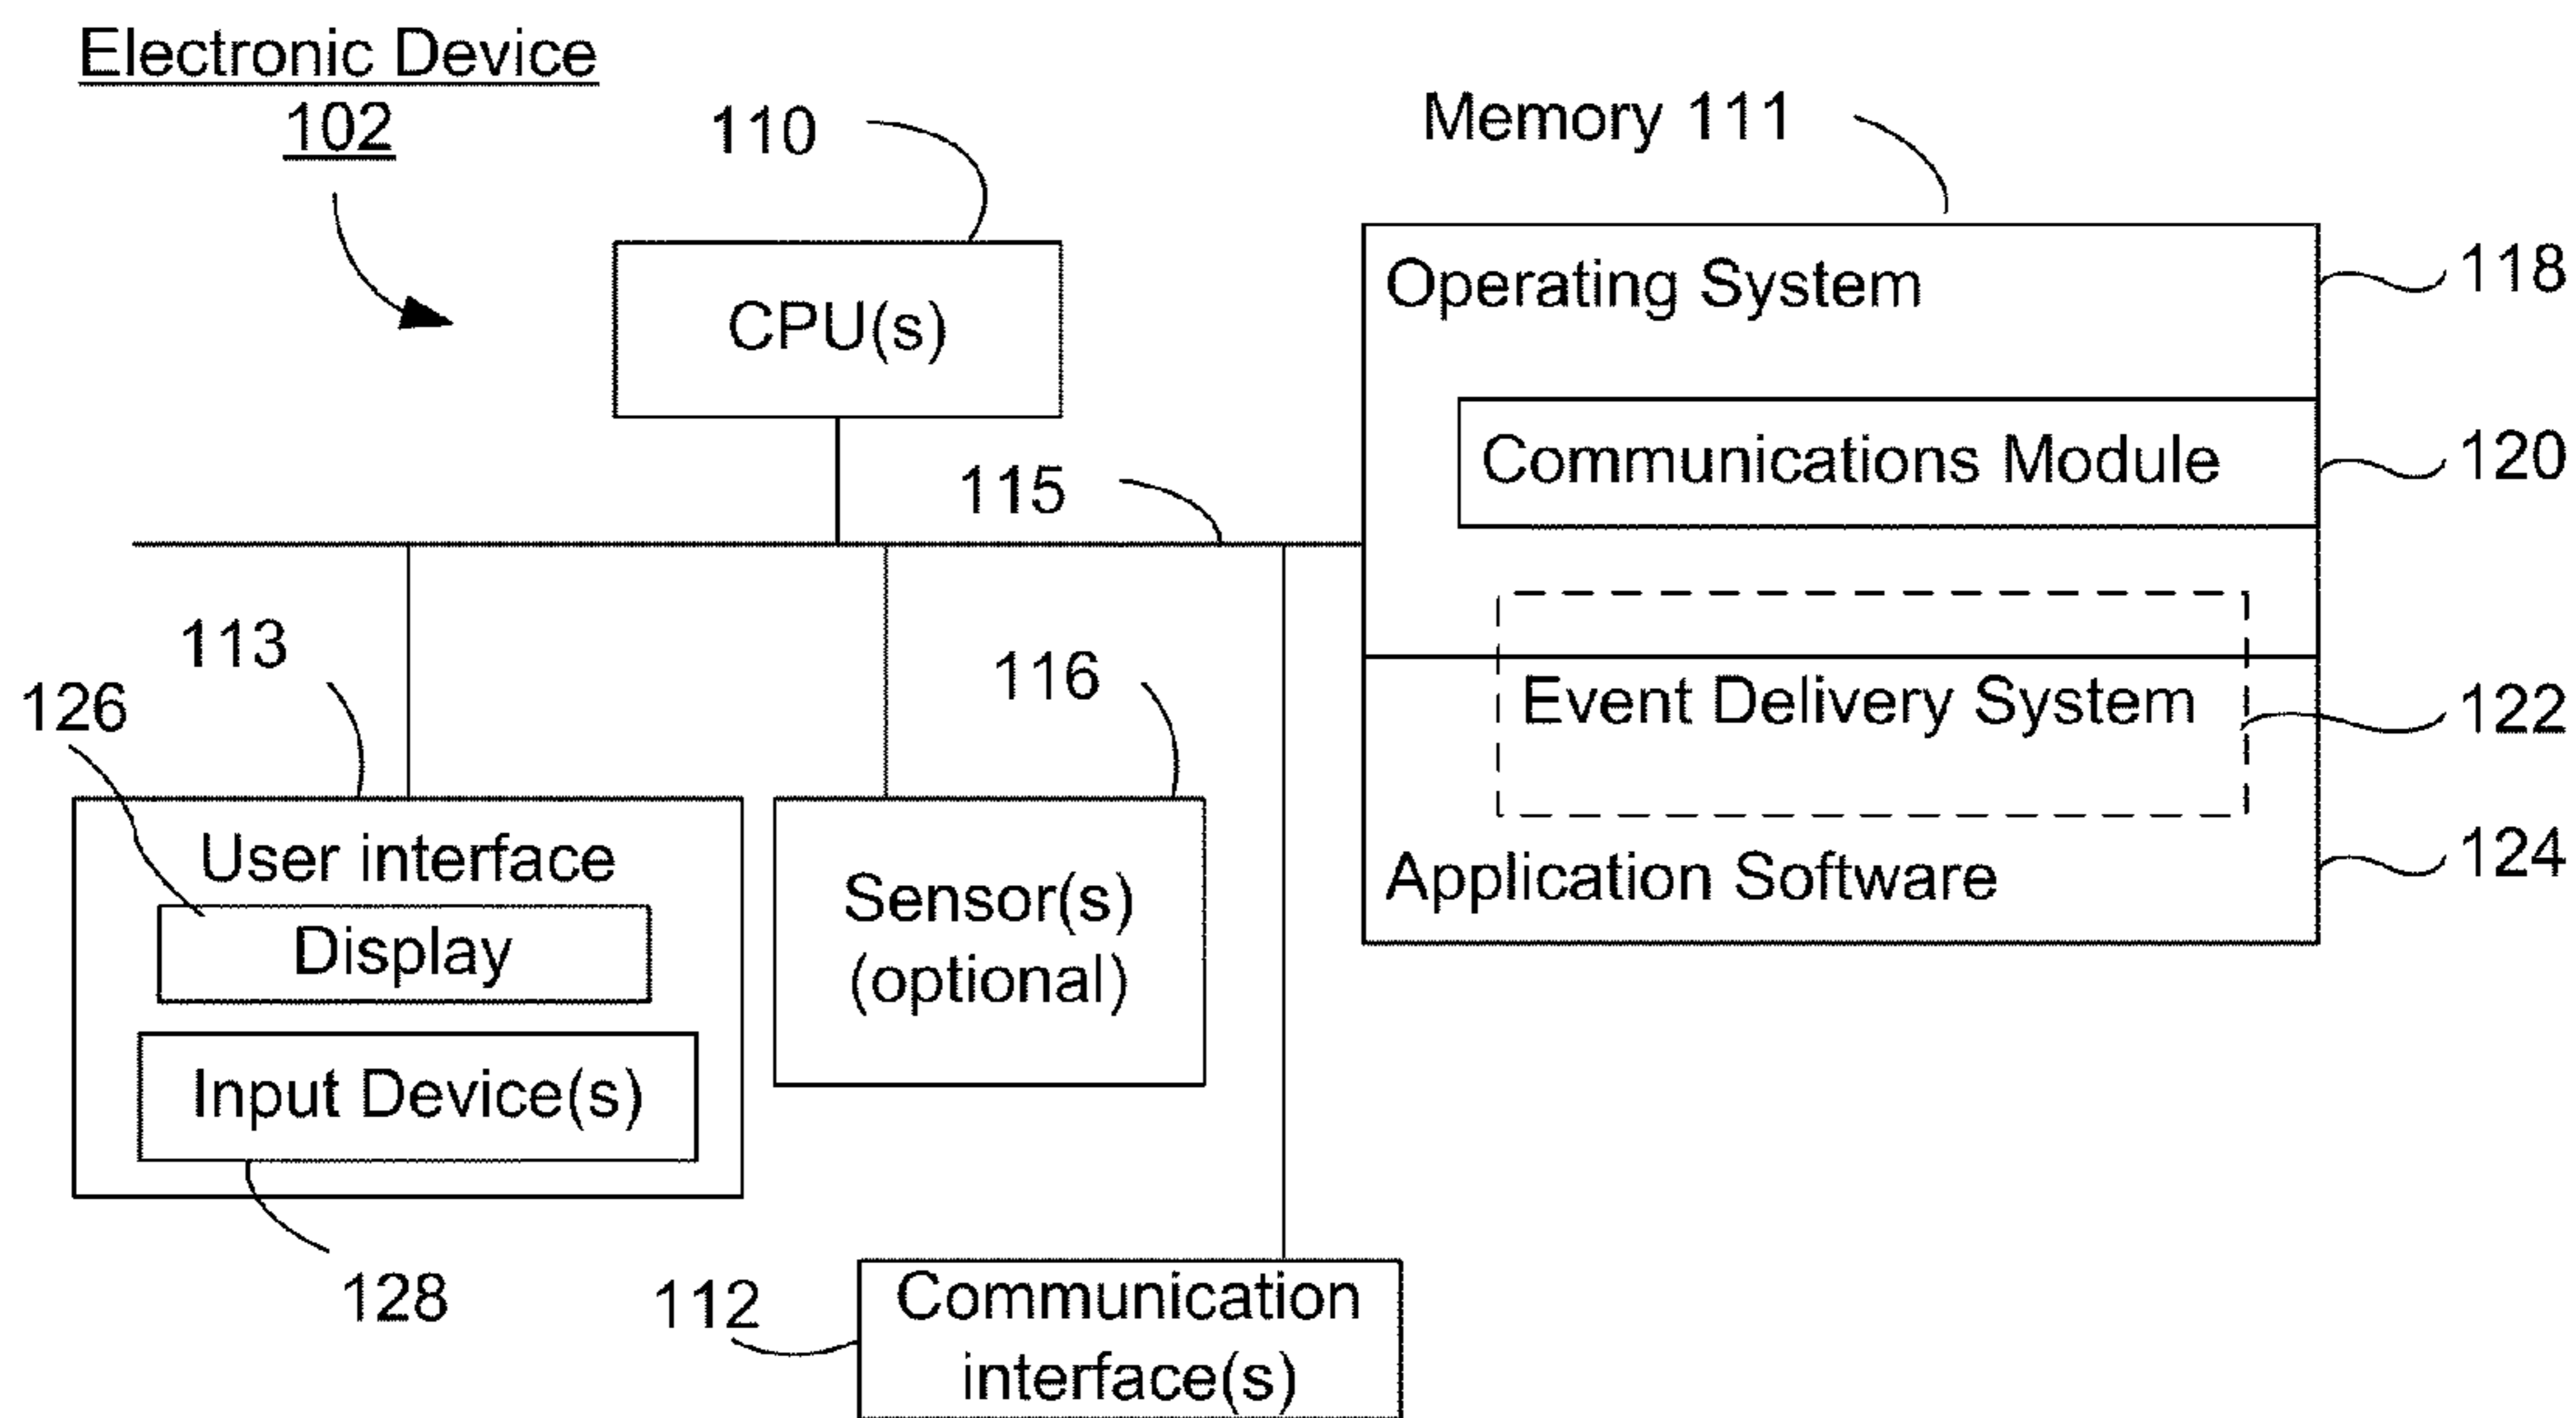 Electronic Device
102
110
Memory 111
CPU(s)
Operating System
118
115
Communications Module
120
113
116
126
Event Delivery System
122
User interface
Display
Input Device(s)
Sensor(s)
(optional)
Application Software
124
128
112
Communication
interface(s)